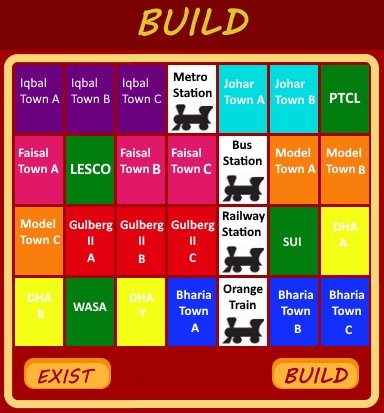 BUILD
Iqbal
Town A
Iqbal
Town B
Iqbal
Town C
Metro
Station
Johar
Town A
Johar
Town B
PTCL
Faisal
Town A
LESCO
Faisal
Town B
Faisal
Town C
Bus
Station
Model
Town A
Model
Town B
Model
Town C
Gulberg
II
A
Gulberg
II
B
Gulberg
II
C
Railway
Station
SUI
DHA
A
DHA
B
WASA
DHA
Y
Bharia
Town
A
Orange
Train
Bharia
Town
B
Bharia
Town
C
EXIST
BUILD